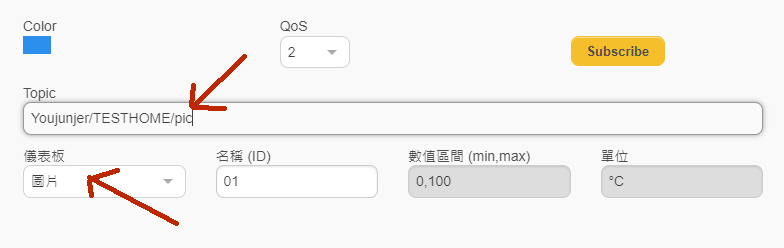 Color QoS
2 Subscribe
Topic
Youjunjer/TESTHOME/pic
儀表板 名稱 (ID) 數值區間 (min,max) 單位
圖片 01 0,100 °C